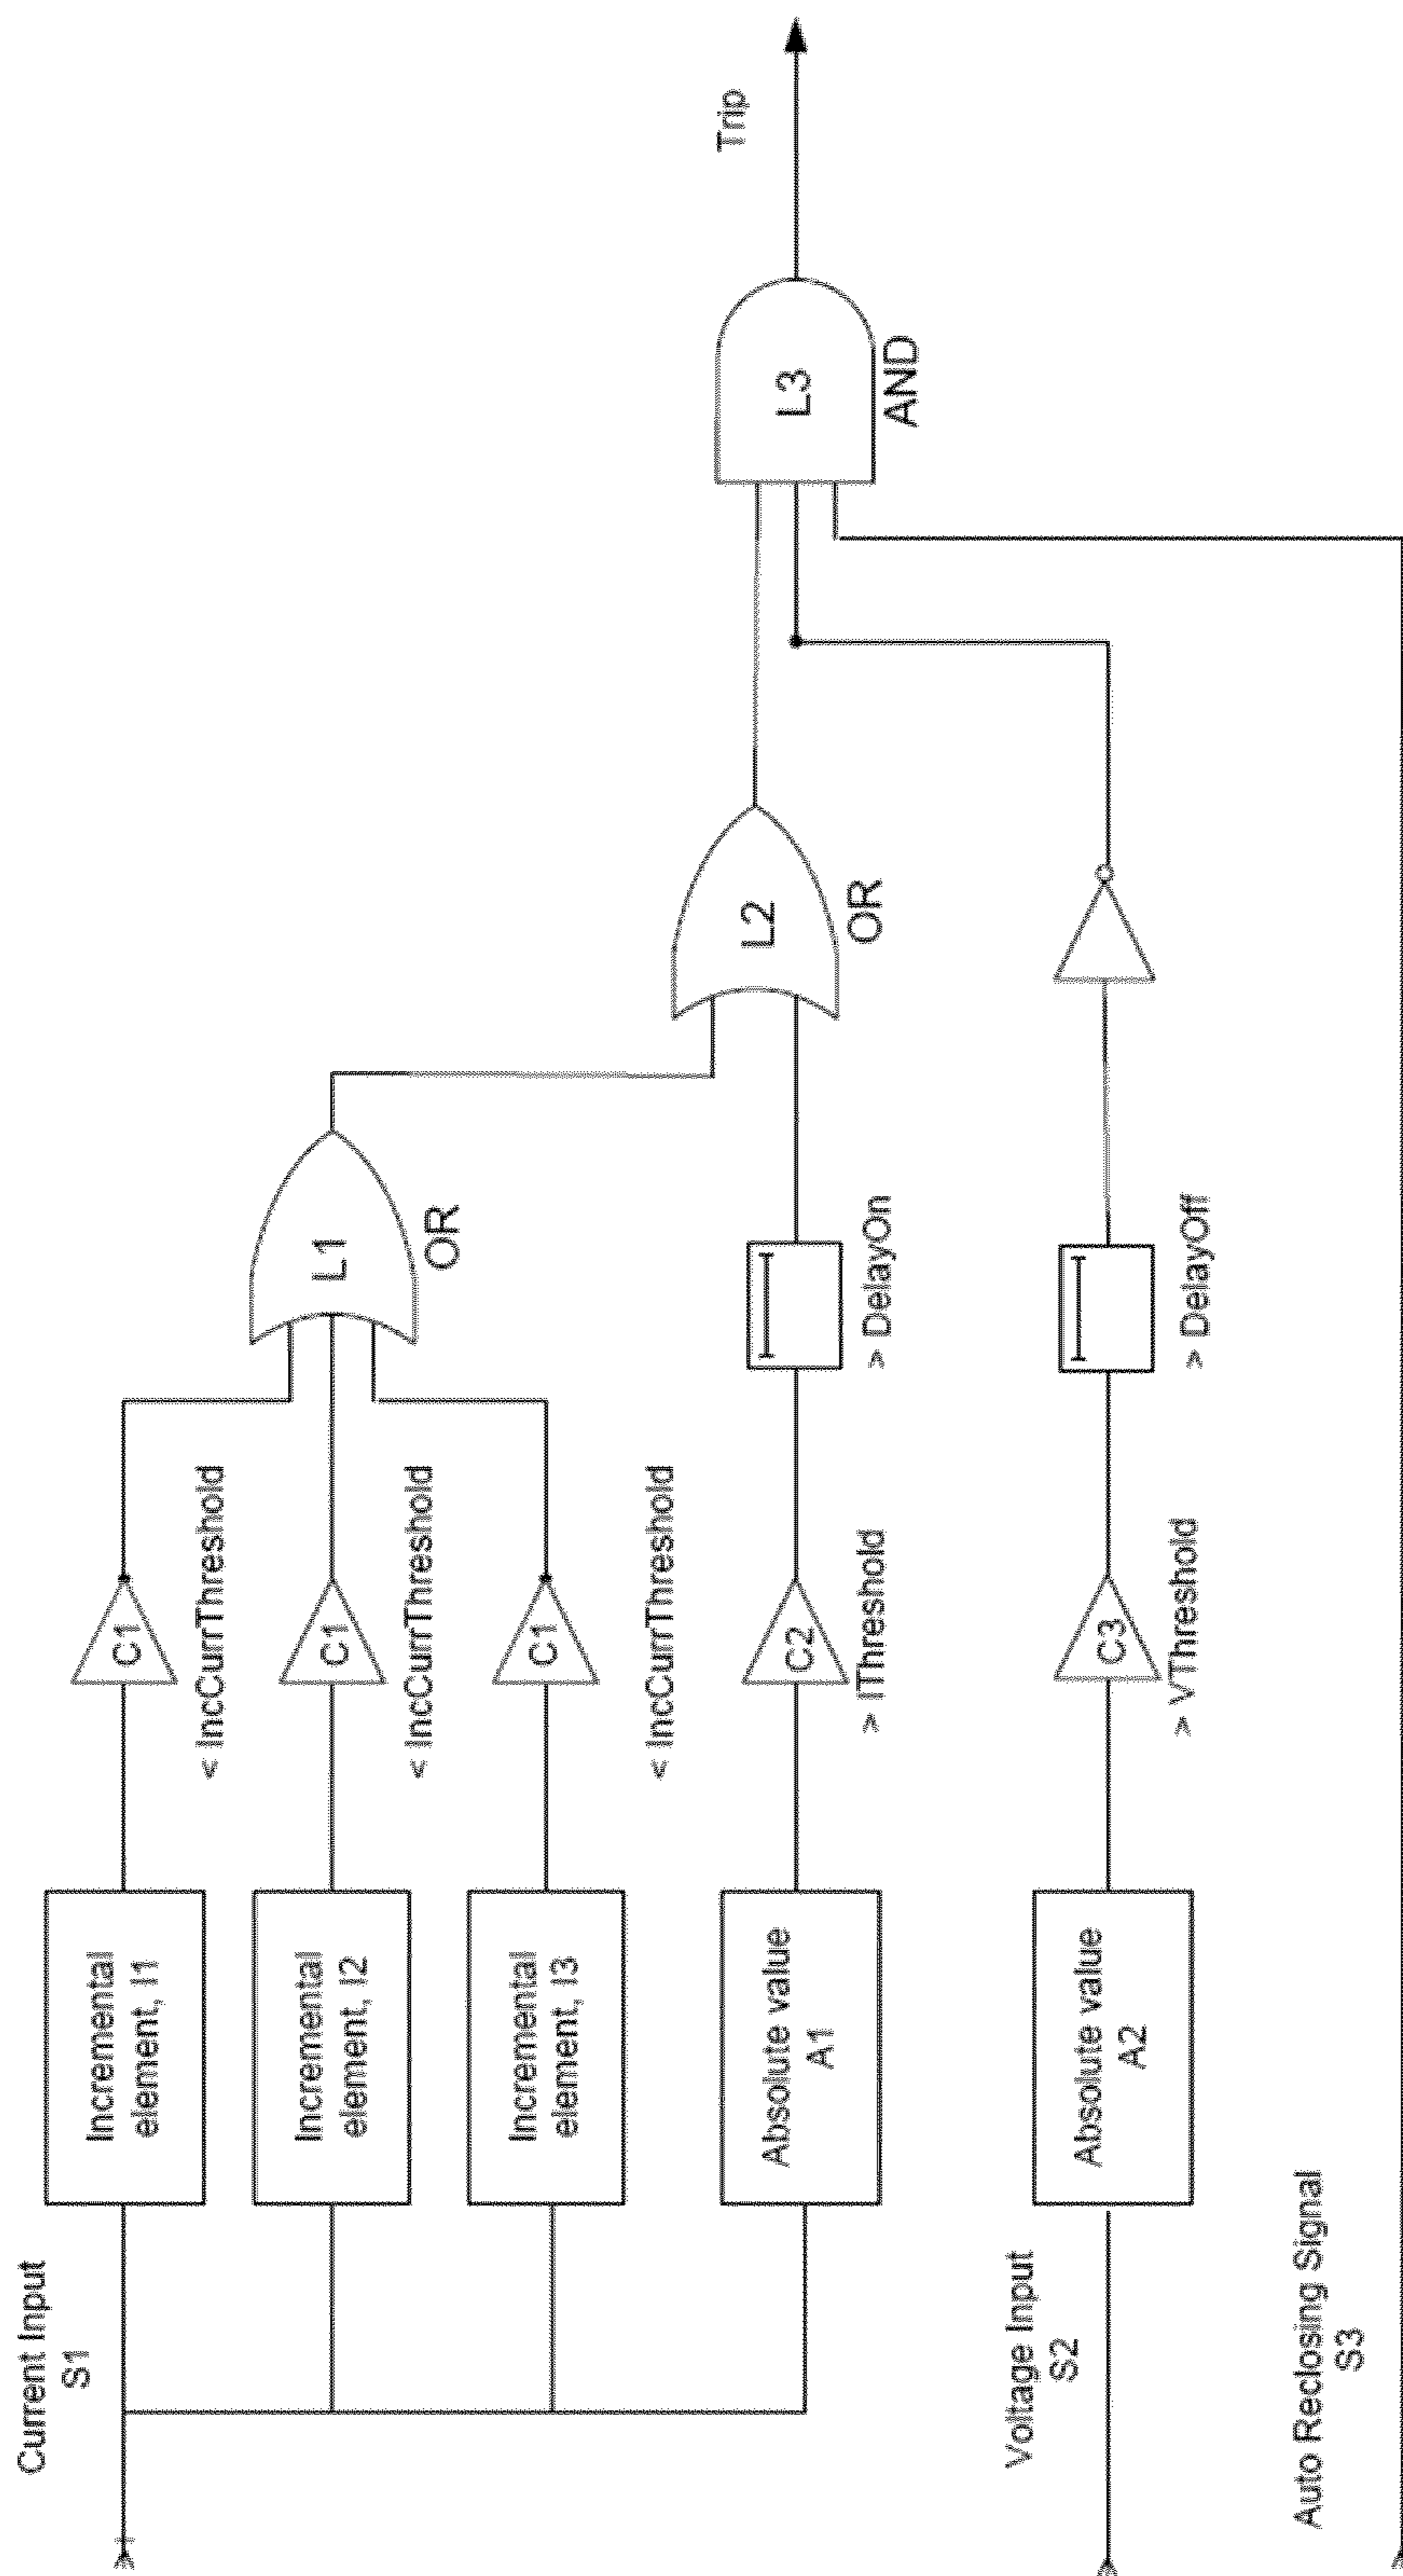 Current Input
S1
Incremental
element, I1
C1
< IncCurrThreshold
Incremental
element, I2
C1
< IncCurrThreshold
L1
OR
Incremental
element, I3
C1
< IncCurrThreshold
Absolute value
A1
C2
> IThreshold
> DelayOn
L2
OR
L3
AND
Trip
Voltage Input
S2
Absolute value
A2
C3
> VThreshold
> DelayOff
Auto Reclosing Signal
S3